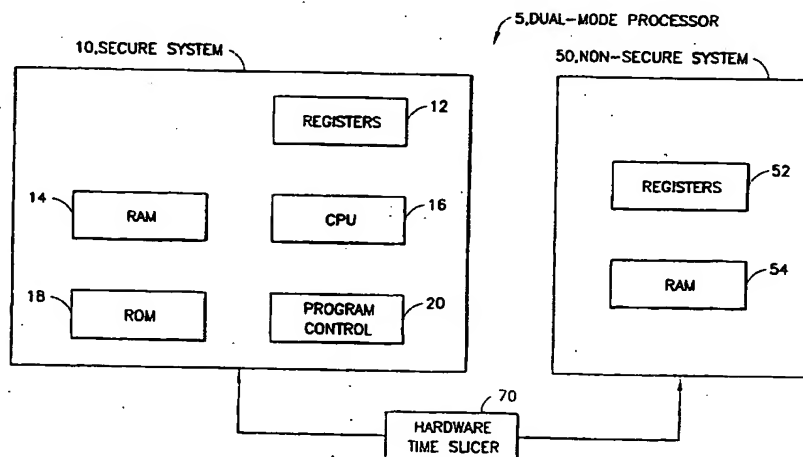 5,DUAL-MODE PROCESSOR
10,SECURE SYSTEM
50,NON-SECURE SYSTEM
12
REGISTERS
14
RAM
16
CPU
18
ROM
20
PROGRAM
CONTROL
52
REGISTERS
54
RAM
70
HARDWARE
TIME SLICER